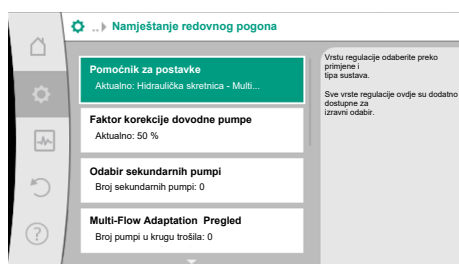 .. Namještanje redovnog pogona
Pomoćnik za postavke
Aktualno: Hidraulička skretnica - Multi...
Faktor korekcije dovodne pumpe
Aktualno: 50 %
Odabir sekundarnih pumpi
Broj sekundarnih pumpi: 0
Multi-Flow Adaptation Pregled
Broj pumpi u krugu trošila: 0
Vrstu regulacije odaberite preko
primjene i
tipa sustava.
Sve vrste regulacije ovdje su dodatno
dostupne za
izravni odabir.